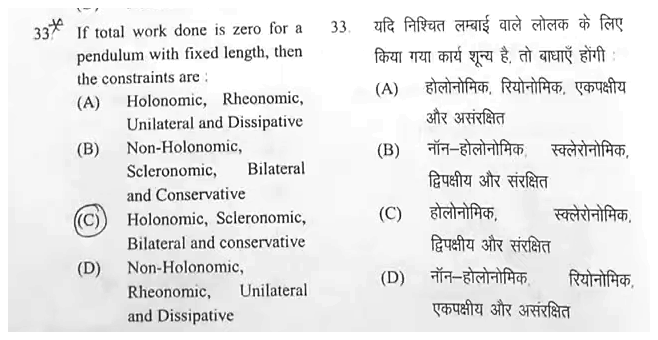 33. If total work done is zero for a
pendulum with fixed length, then
the constraints are :
(A) Holonomic, Rheonomic,
Unilateral and Dissipative
(B) Non-Holonomic,
Scleronomic, Bilateral
and Conservative
(C) Holonomic, Scleronomic,
Bilateral and conservative
(D) Non-Holonomic,
Rheonomic, Unilateral
and Dissipative
33. यदि निश्चित लम्बाई वाले लोलक के लिए
किया गया कार्य शून्य है, तो बाधाएँ होंगी :
(A) होलोनोमिक, रियोनोमिक, एकपक्षीय
और असंरक्षित
(B) नॉन–होलोनोमिक, स्क्लेरोनोमिक,
द्विपक्षीय और संरक्षित
(C) होलोनोमिक, स्क्लेरोनोमिक,
द्विपक्षीय और संरक्षित
(D) नॉन–होलोनोमिक, रियोनोमिक,
एकपक्षीय और असंरक्षित